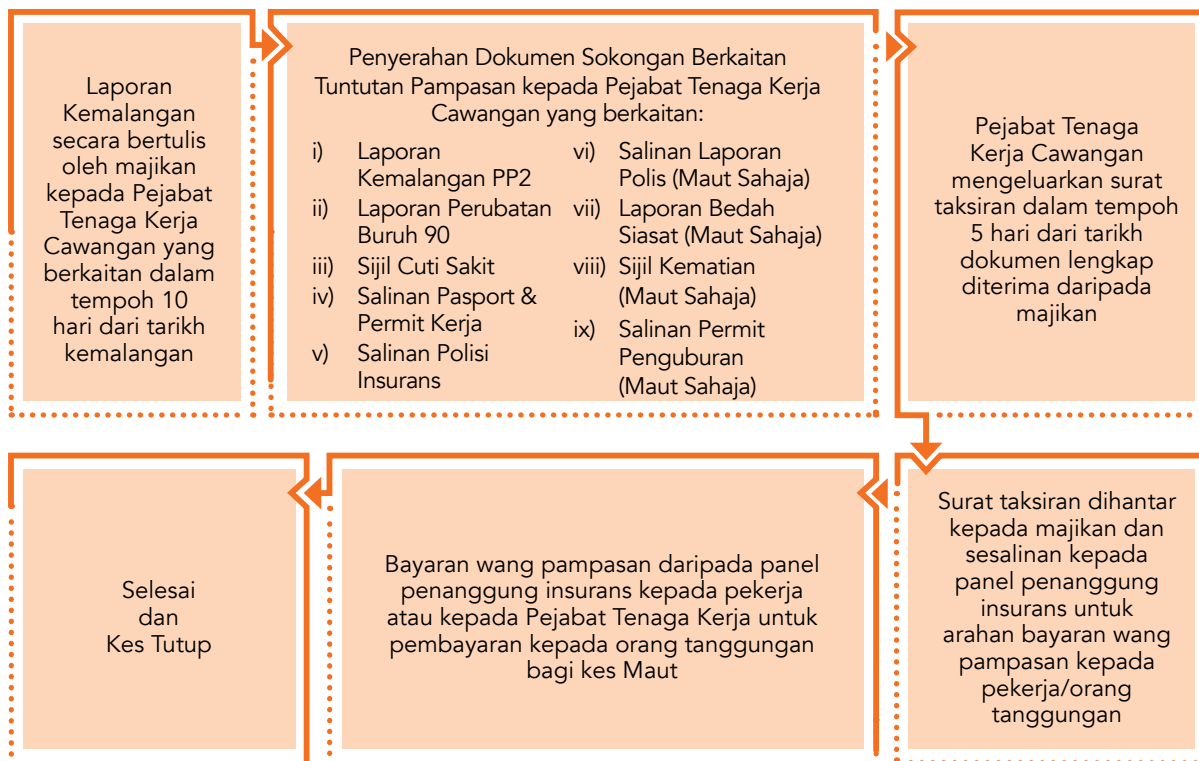 Laporan
Kemalangan
secara bertulis
oleh majikan
kepada Pejabat
Tenaga Kerja
Cawangan yang
berkaitan dalam
tempoh 10
hari dari tarikh
kemalangan
Penyerahan Dokumen Sokongan Berkaitan
Tuntutan Pampasan kepada Pejabat Tenaga Kerja
Cawangan yang berkaitan:
i) Laporan
Kemalangan PP2
ii) Laporan Perubatan
Buruh 90
iii) Sijil Cuti Sakit
iv) Salinan Pasport &
Permit Kerja
v) Salinan Polisi
Insurans
vi) Salinan Laporan
Polis (Maut Sahaja)
vii) Laporan Bedah
Siasat (Maut Sahaja)
viii) Sijil Kematian
(Maut Sahaja)
ix) Salinan Permit
Penguburan
(Maut Sahaja)
Pejabat Tenaga
Kerja Cawangan
mengeluarkan surat
taksiran dalam tempoh
5 hari dari tarikh
dokumen lengkap
diterima daripada
majikan
Surat taksiran dihantar
kepada majikan dan
sesalinan kepada
panel penanggung
insurans untuk
arahan bayaran wang
pampasan kepada
pekerja/orang
tanggungan
Bayaran wang pampasan daripada panel
penanggung insurans kepada pekerja
atau kepada Pejabat Tenaga Kerja untuk
pembayaran kepada orang tanggungan
bagi kes Maut
Selesai
dan
Kes Tutup